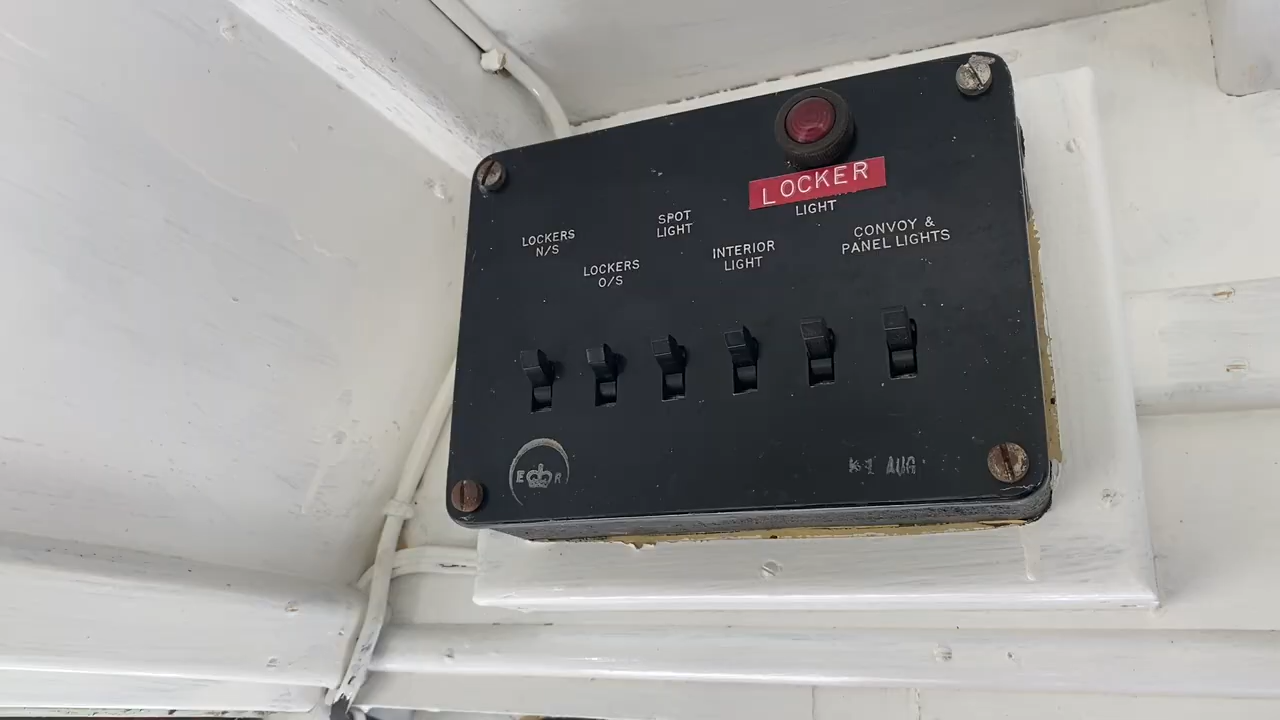 LOCKER
LIGHT
SPOT
LIGHT
CONVOY &
PANEL LIGHTS
LOCKERS
N/S
INTERIOR
LIGHT
LOCKERS
O/S
E R
AUG